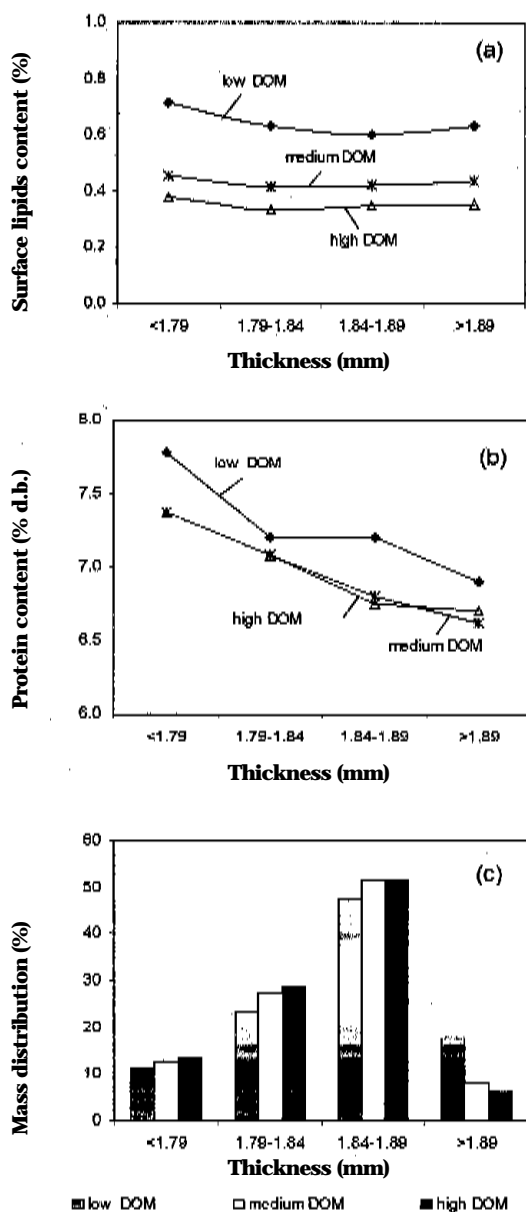 Surface lipids content (%)
1.0
0.8
0.6
0.4
0.2
0.0
(a)
low DOM
medium DOM
high DOM
<1.79
1.79-1.84
1.84-1.89
>1.89
Thickness (mm)
Protein content (% d.b.)
8.0
7.5
7.0
6.5
6.0
(b)
low DOM
high DOM
medium DOM
<1.79
1.79-1.84
1.84-1.89
>1.89
Thickness (mm)
Mass distribution (%)
60
50
40
30
20
10
0
(c)
<1.79
1.79-1.84
1.84-1.89
>1.89
Thickness (mm)
low DOM
medium DOM
high DOM